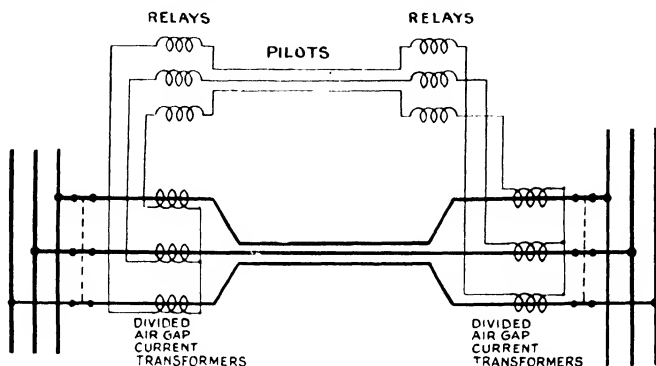 RELAYS
RELAYS
PILOTS
DIVIDED
AIR GAP
CURRENT
TRANSFORMERS
DIVIDED
AIR GAP
CURRENT
TRANSFORMERS